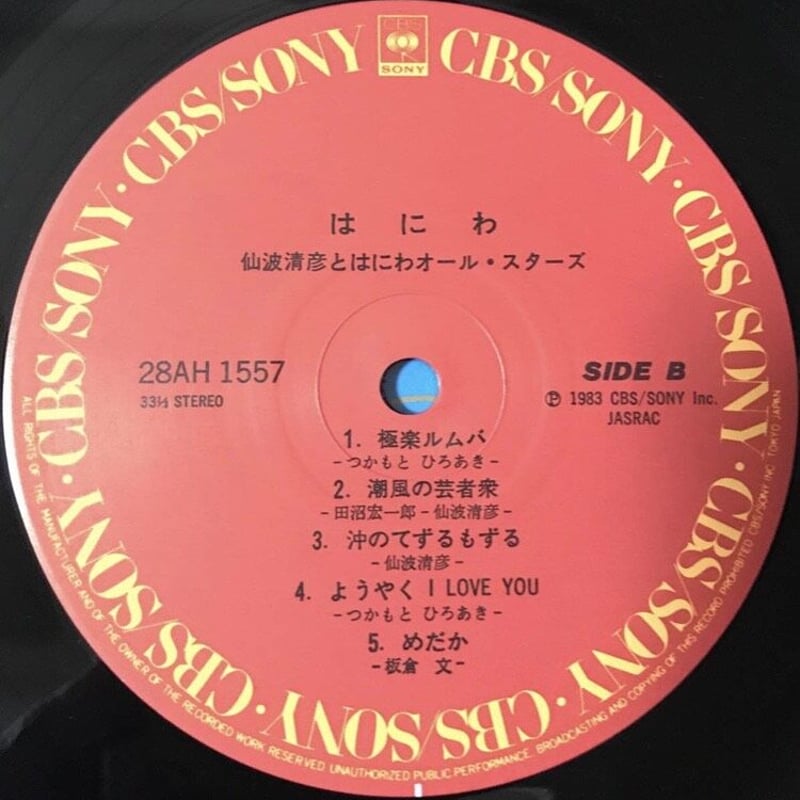 CBS
SONY
CBS/SONY · CBS/SONY · CBS/SONY · CBS/SONY · CBS/SONY · CBS/SONY · CBS/SONY · CBS/SONY
はにわ
仙波清彦とはにわオール・スターズ
28AH 1557
33⅓ STEREO
SIDE B
Ⓟ 1983 CBS/SONY Inc.
JASRAC
1. 極楽ルムバ
-つかもと ひろあき-
2. 潮風の芸者衆
-田沼宏一郎-仙波清彦-
3. 沖のてずるもずる
-仙波清彦-
4. ようやく I LOVE YOU
-つかもと ひろあき-
5. めだか
-板倉 文-
ALL RIGHTS OF THE MANUFACTURER AND OF THE OWNER OF THE RECORDED WORK RESERVED. UNAUTHORIZED PUBLIC PERFORMANCE. BROADCASTING AND COPYING OF THIS RECORD PROHIBITED CBS/SONY INC. TOKYO JAPAN